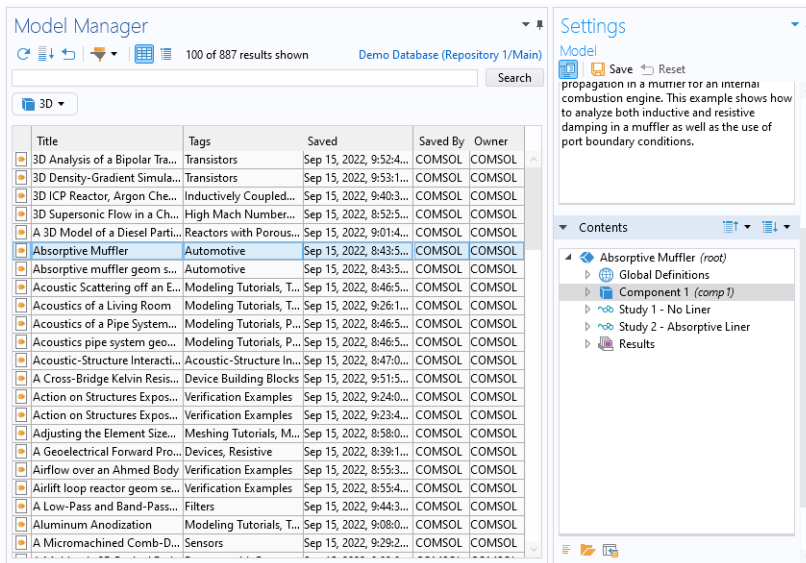 Model Manager
100 of 887 results shown
Demo Database (Repository 1/Main)
Search
3D
Title Tags Saved Saved By Owner
3D Analysis of a Bipolar Tra... Transistors Sep 15, 2022, 9:52:4... COMSOL COMSOL
3D Density-Gradient Simula... Transistors Sep 15, 2022, 9:53:1... COMSOL COMSOL
3D ICP Reactor, Argon Che... Inductively Coupled... Sep 15, 2022, 9:40:3... COMSOL COMSOL
3D Supersonic Flow in a Ch... High Mach Number... Sep 15, 2022, 8:52:5... COMSOL COMSOL
A 3D Model of a Diesel Parti... Reactors with Porous... Sep 15, 2022, 9:01:4... COMSOL COMSOL
Absorptive Muffler Automotive Sep 15, 2022, 8:43:5... COMSOL COMSOL
Absorptive muffler geom s... Automotive Sep 15, 2022, 8:43:5... COMSOL COMSOL
Acoustic Scattering off an E... Modeling Tutorials, T... Sep 15, 2022, 8:46:5... COMSOL COMSOL
Acoustics of a Living Room Modeling Tutorials, T... Sep 15, 2022, 9:26:1... COMSOL COMSOL
Acoustics of a Pipe System... Modeling Tutorials, P... Sep 15, 2022, 8:46:5... COMSOL COMSOL
Acoustics pipe system geo... Modeling Tutorials, P... Sep 15, 2022, 8:46:5... COMSOL COMSOL
Acoustic-Structure Interacti... Acoustic-Structure In... Sep 15, 2022, 8:47:0... COMSOL COMSOL
A Cross-Bridge Kelvin Resis... Device Building Blocks Sep 15, 2022, 9:51:5... COMSOL COMSOL
Action on Structures Expos... Verification Examples Sep 15, 2022, 9:24:0... COMSOL COMSOL
Action on Structures Expos... Verification Examples Sep 15, 2022, 9:23:4... COMSOL COMSOL
Adjusting the Element Size... Meshing Tutorials, M... Sep 15, 2022, 8:58:0... COMSOL COMSOL
A Geoelectrical Forward Pro... Devices, Resistive Sep 15, 2022, 8:39:1... COMSOL COMSOL
Airflow over an Ahmed Body Verification Examples Sep 15, 2022, 8:55:3... COMSOL COMSOL
Airlift loop reactor geom se... Verification Examples Sep 15, 2022, 8:55:4... COMSOL COMSOL
A Low-Pass and Band-Pass... Filters Sep 15, 2022, 9:44:3... COMSOL COMSOL
Aluminum Anodization Modeling Tutorials, T... Sep 15, 2022, 9:08:0... COMSOL COMSOL
A Micromachined Comb-D... Sensors Sep 15, 2022, 9:29:2... COMSOL COMSOL
Settings
Model
Save Reset
propagation in a muffler for an internal
combustion engine. This example shows how
to analyze both inductive and resistive
damping in a muffler as well as the use of
port boundary conditions.
Contents
Absorptive Muffler (root)
Global Definitions
Component 1 (comp1)
Study 1 - No Liner
Study 2 - Absorptive Liner
Results